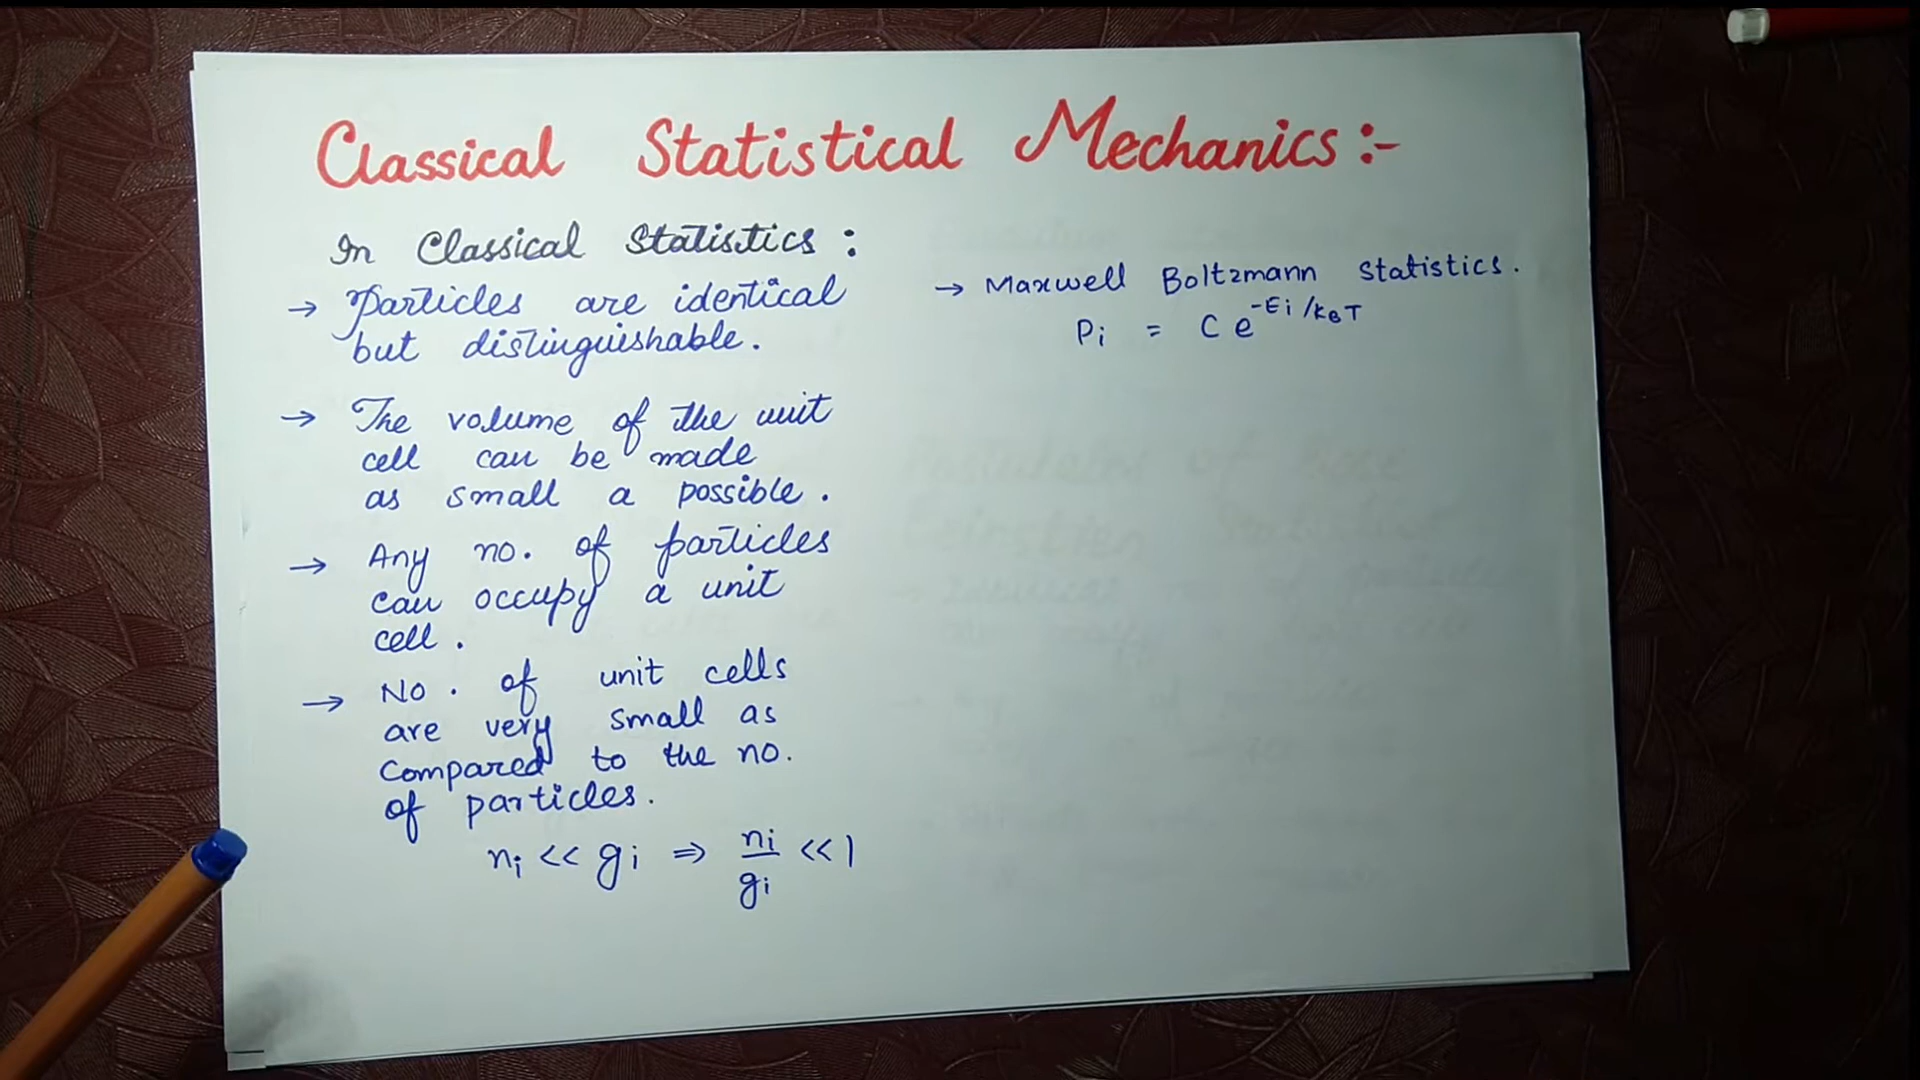 Classical Statistical Mechanics :-
In Classical Statistics :
→ Particles are identical
but distinguishable.
→ The volume of the unit
cell can be made
as small a possible.
→ Any no. of particles
can occupy a unit
cell.
→ No. of unit cells
are very small as
compared to the no.
of particles.
nᵢ << gᵢ ⇒ nᵢ/gᵢ << 1
→ Maxwell Boltzmann Statistics.
Pᵢ = C e^(-Ei/kBT)